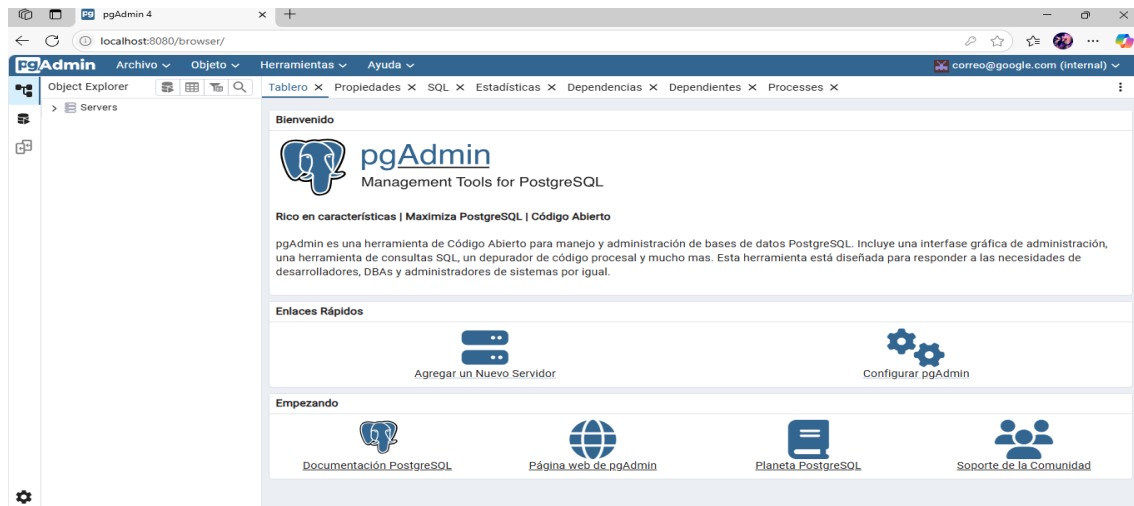 pgAdmin 4
localhost:8080/browser/
pgAdmin Archivo Objeto Herramientas Ayuda correo@google.com (internal)
Object Explorer
Tablero Propiedades SQL Estadísticas Dependencias Dependientes Processes
Servers
Bienvenido
pgAdmin
Management Tools for PostgreSQL
Rico en características | Maximiza PostgreSQL | Código Abierto
pgAdmin es una herramienta de Código Abierto para manejo y administración de bases de datos PostgreSQL. Incluye una interfase gráfica de administración,
una herramienta de consultas SQL, un depurador de código procesal y mucho mas. Esta herramienta está diseñada para responder a las necesidades de
desarrolladores, DBAs y administradores de sistemas por igual.
Enlaces Rápidos
Agregar un Nuevo Servidor Configurar pgAdmin
Empezando
Documentación PostgreSQL Página web de pgAdmin Planeta PostgreSQL Soporte de la Comunidad